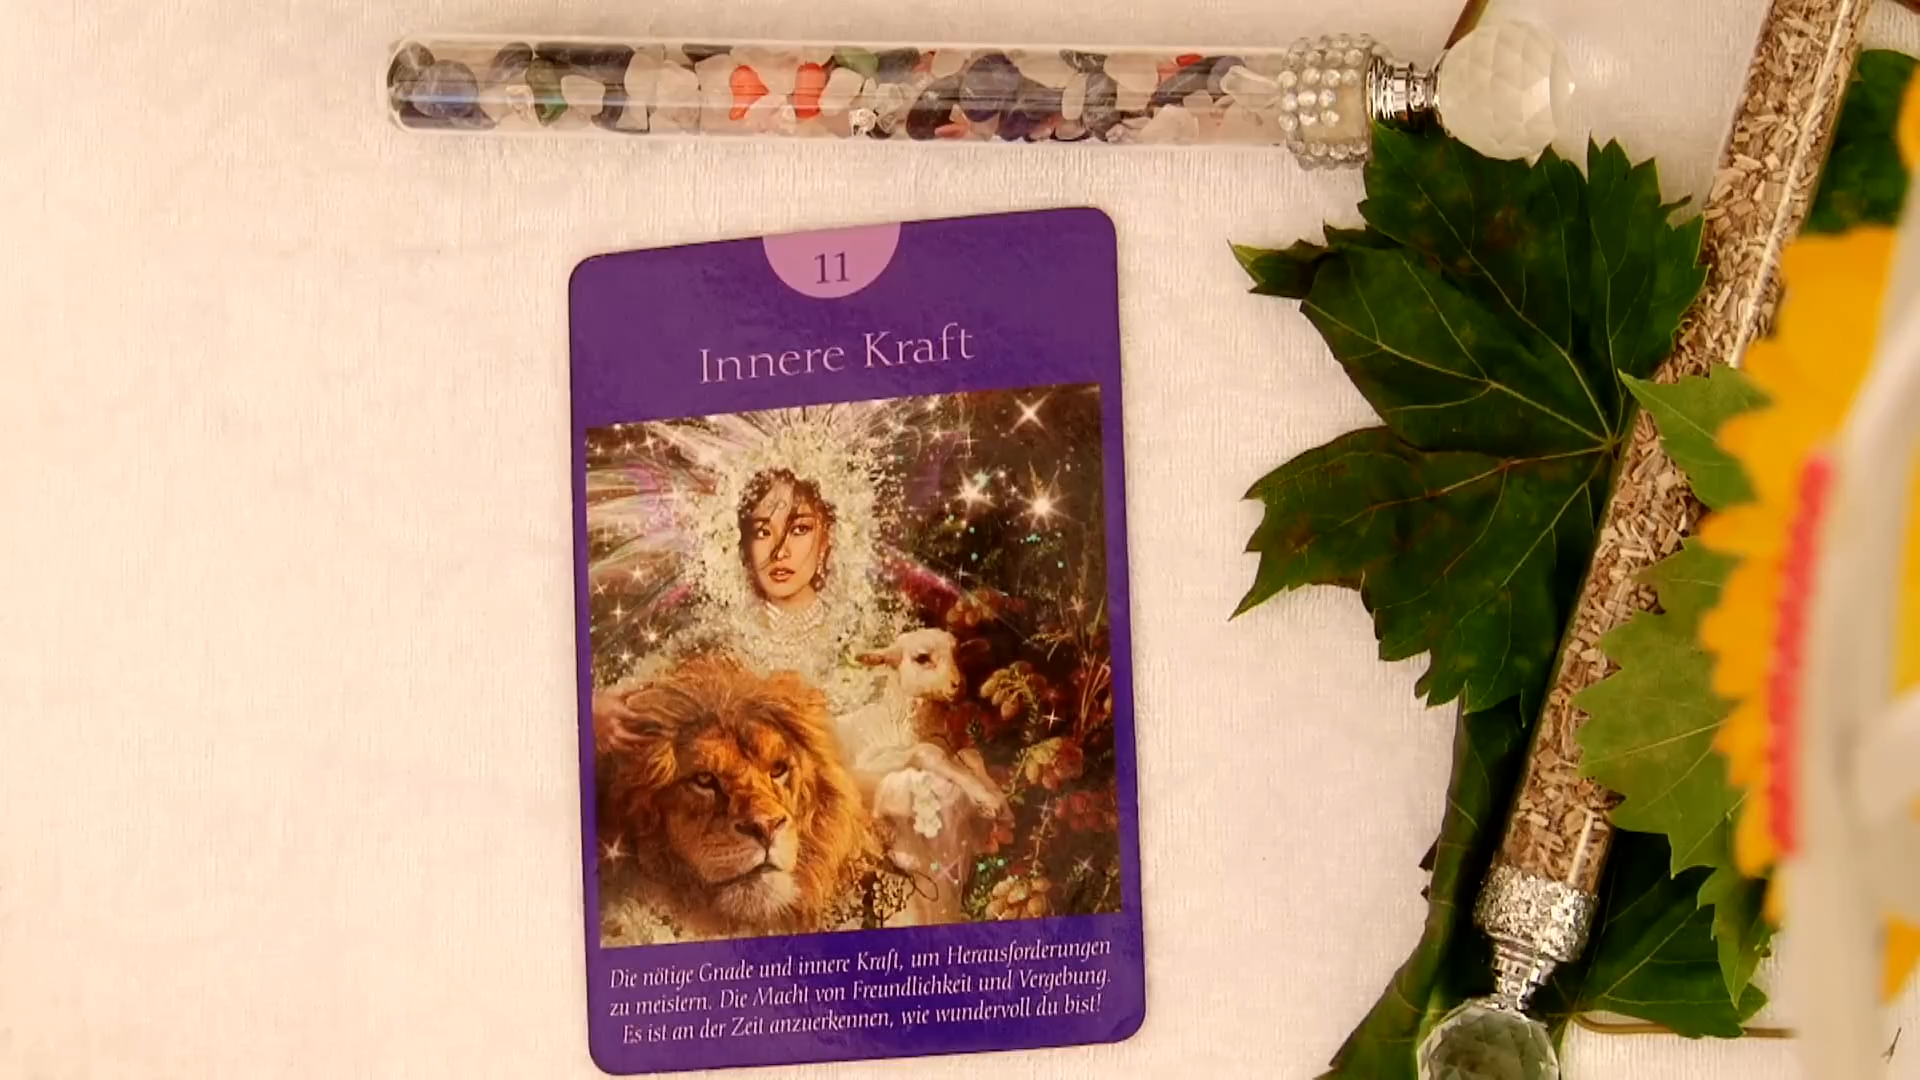 11
Innere Kraft
Die nötige Gnade und innere Kraft, um Herausforderungen
zu meistern. Die Macht von Freundlichkeit und Vergebung.
Es ist an der Zeit anzuerkennen, wie wundervoll du bist!